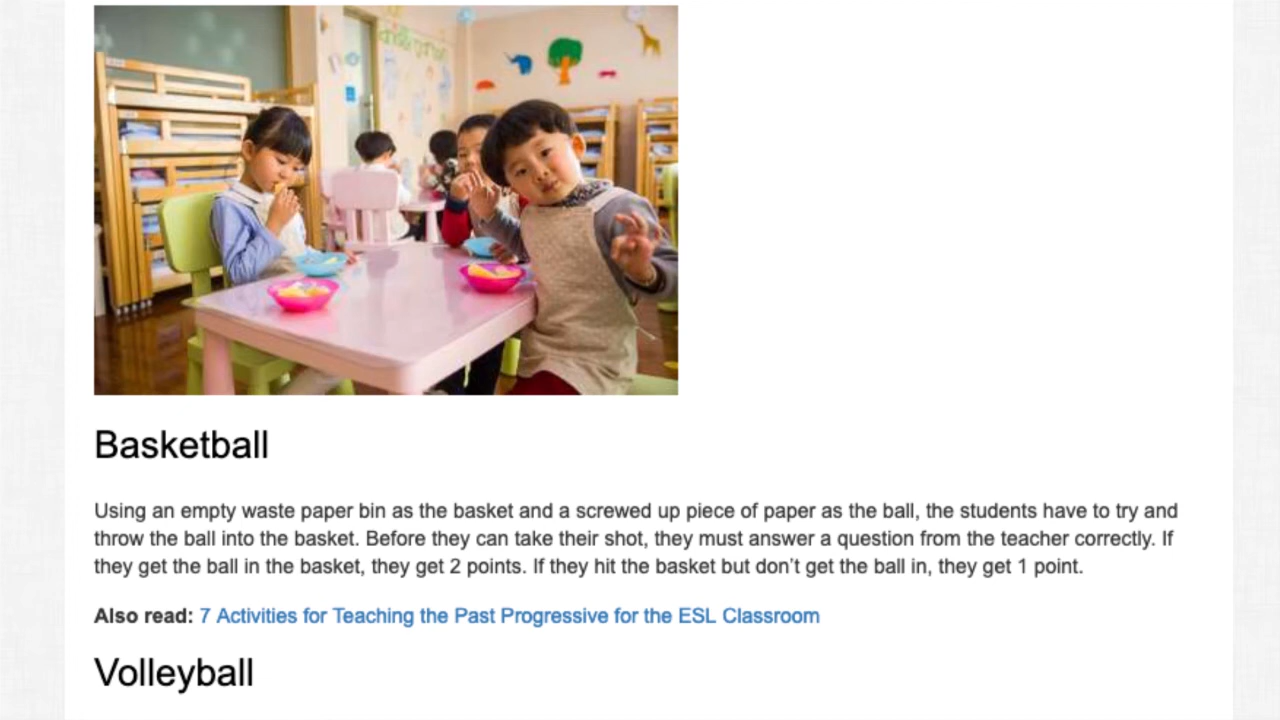 Basketball
Using an empty waste paper bin as the basket and a screwed up piece of paper as the ball, the students have to try and
throw the ball into the basket. Before they can take their shot, they must answer a question from the teacher correctly. If
they get the ball in the basket, they get 2 points. If they hit the basket but don’t get the ball in, they get 1 point.
Also read: 7 Activities for Teaching the Past Progressive for the ESL Classroom
Volleyball